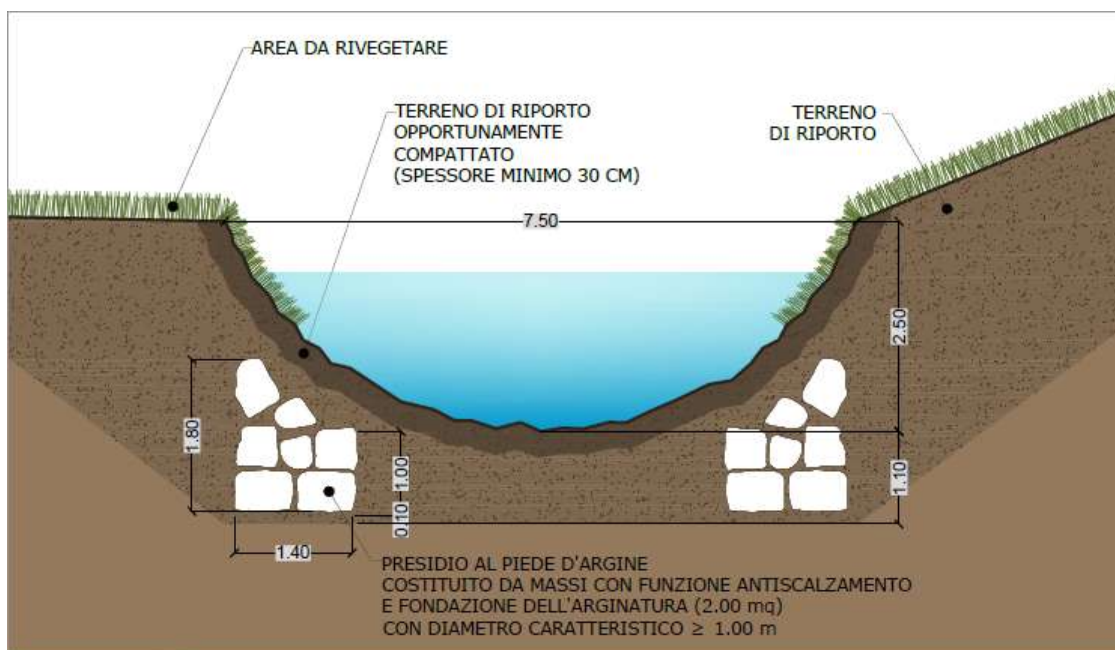 AREA DA RIVEGETARE
TERRENO DI RIPORTO
OPPORTUNAMENTE
COMPATTATO
(SPESSORE MINIMO 30 CM)
TERRENO
DI RIPORTO
7.50
2.50
1.80
1.00
1.10
0.10
1.40
PRESIDIO AL PIEDE D'ARGINE
COSTITUITO DA MASSI CON FUNZIONE ANTISCALZAMENTO
E FONDAZIONE DELL'ARGINATURA (2.00 mq)
CON DIAMETRO CARATTERISTICO ≥ 1.00 m